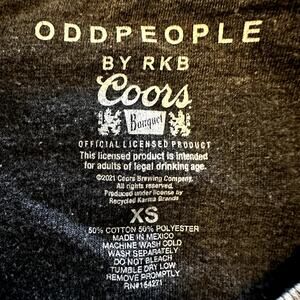 ODDPEOPLE
BY RKB
Coors
Banquet
OFFICIAL LICENSED PRODUCT
This licensed product is intended
for adults of legal drinking age.
©2021 Coors Brewing Company.
All rights reserved.
Produced under license by
Recycled Karma Brands
XS
50% COTTON 50% POLYESTER
MADE IN MEXICO
MACHINE WASH COLD
WASH SEPARATELY
DO NOT BLEACH
TUMBLE DRY LOW
REMOVE PROMPTLY
RN#164271